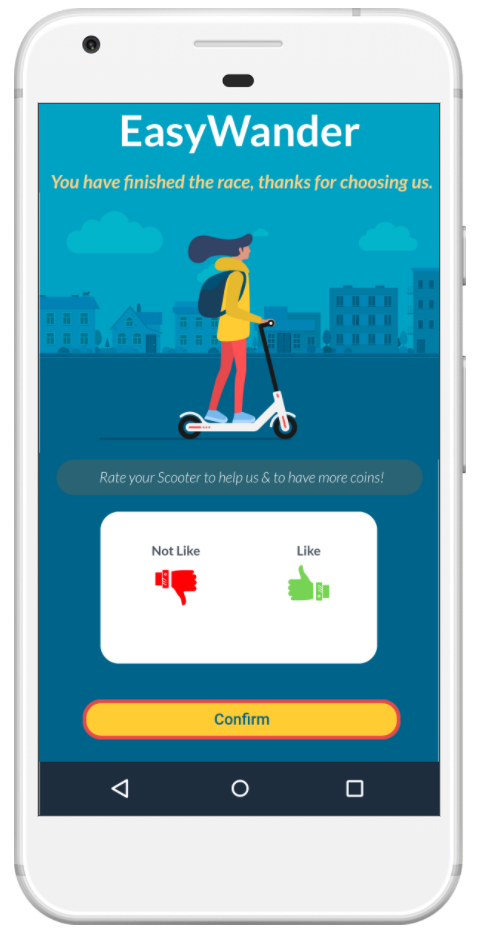 EasyWander
You have finished the race, thanks for choosing us.
Rate your Scooter to help us & to have more coins!
Not Like
Like
Confirm